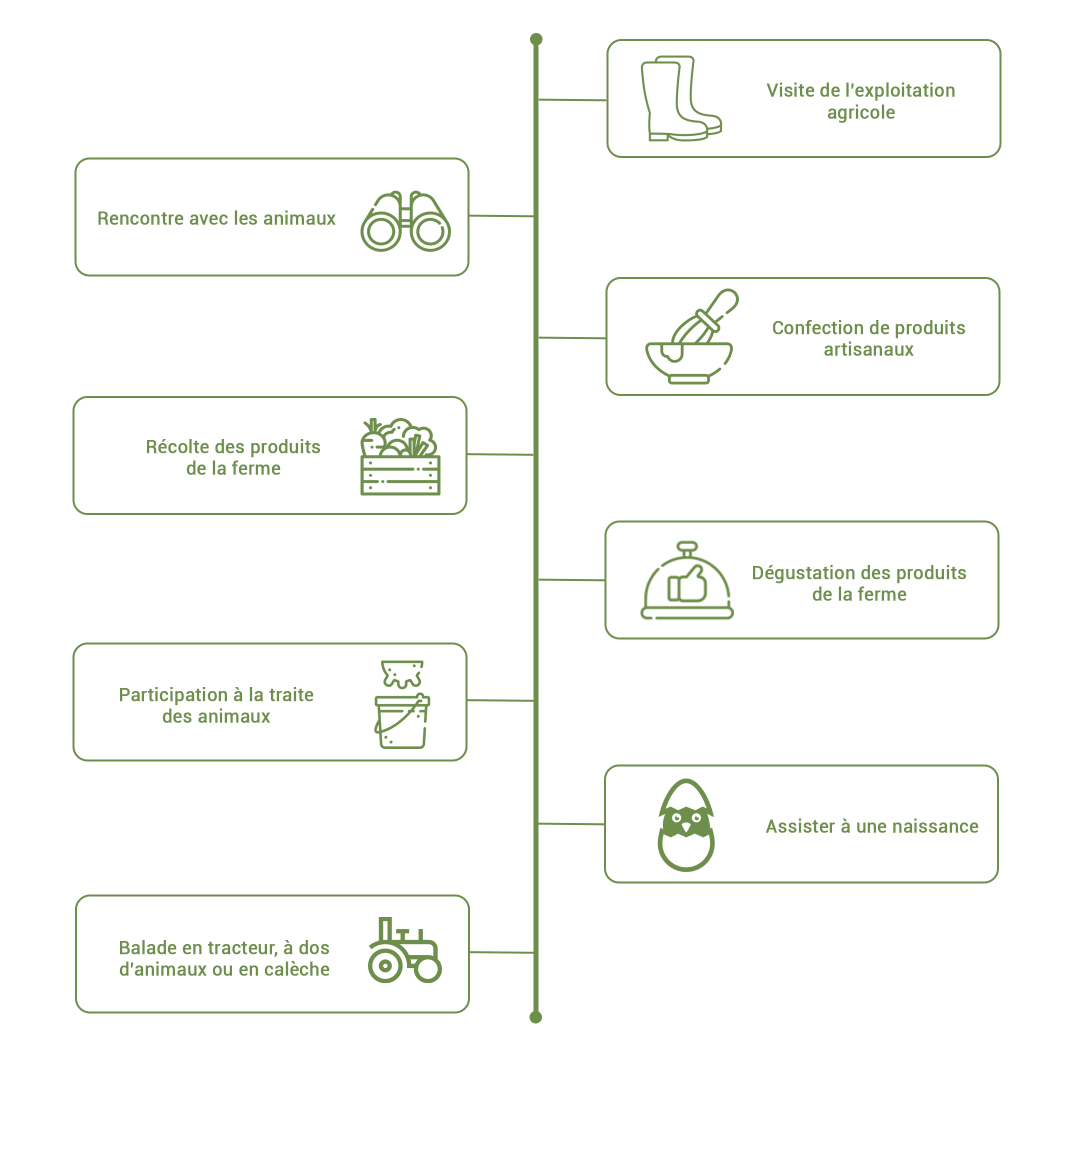 Visite de l'exploitation
agricole
Rencontre avec les animaux
Confection de produits
artisanaux
Récolte des produits
de la ferme
Dégustation des produits
de la ferme
Participation à la traite
des animaux
Assister à une naissance
Balade en tracteur, à dos
d'animaux ou en calèche